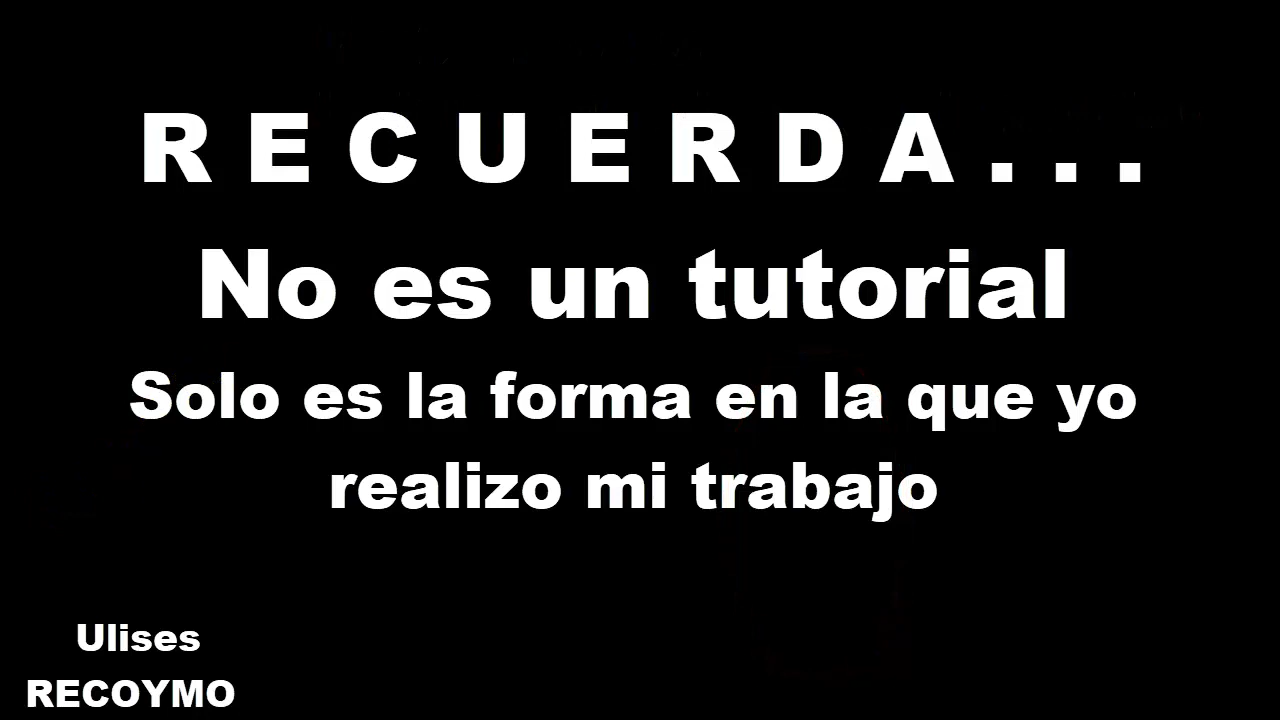 R E C U E R D A . . .
No es un tutorial
Solo es la forma en la que yo
realizo mi trabajo
Ulises
RECOYMO